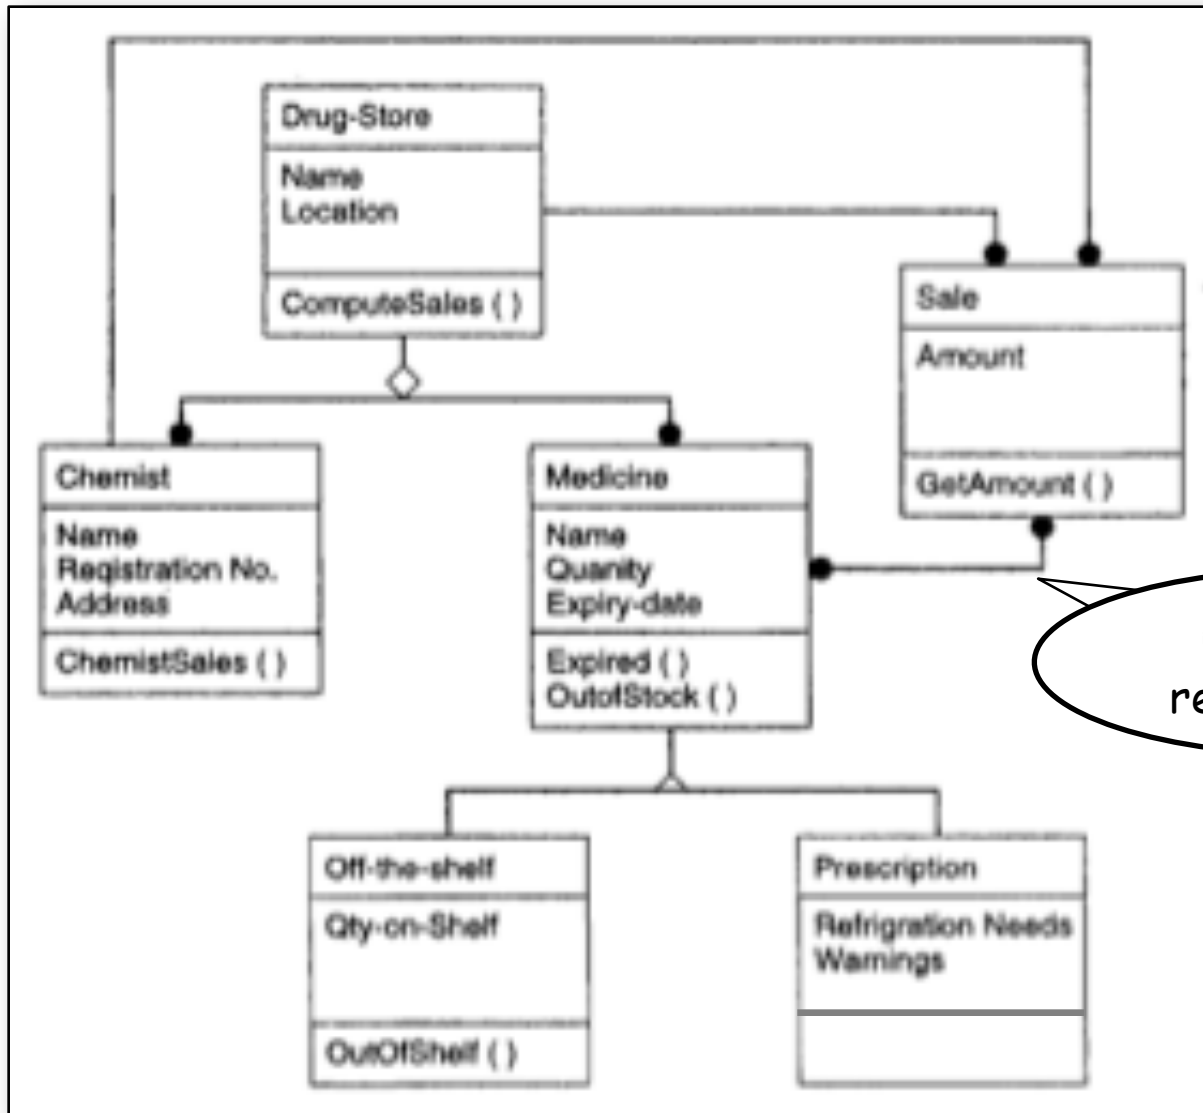 Drug-Store
Name
Location
ComputeSales ( )
Sale
Amount
GetAmount ( )
Chemist
Name
Registration No.
Address
ChemistSales ( )
Medicine
Name
Quanity
Expiry-date
Expired ( )
OutofStock ( )
re
Off-the-shelf
Qty-on-Shelf
OutOfShelf ( )
Prescription
Refrigration Needs
Warnings